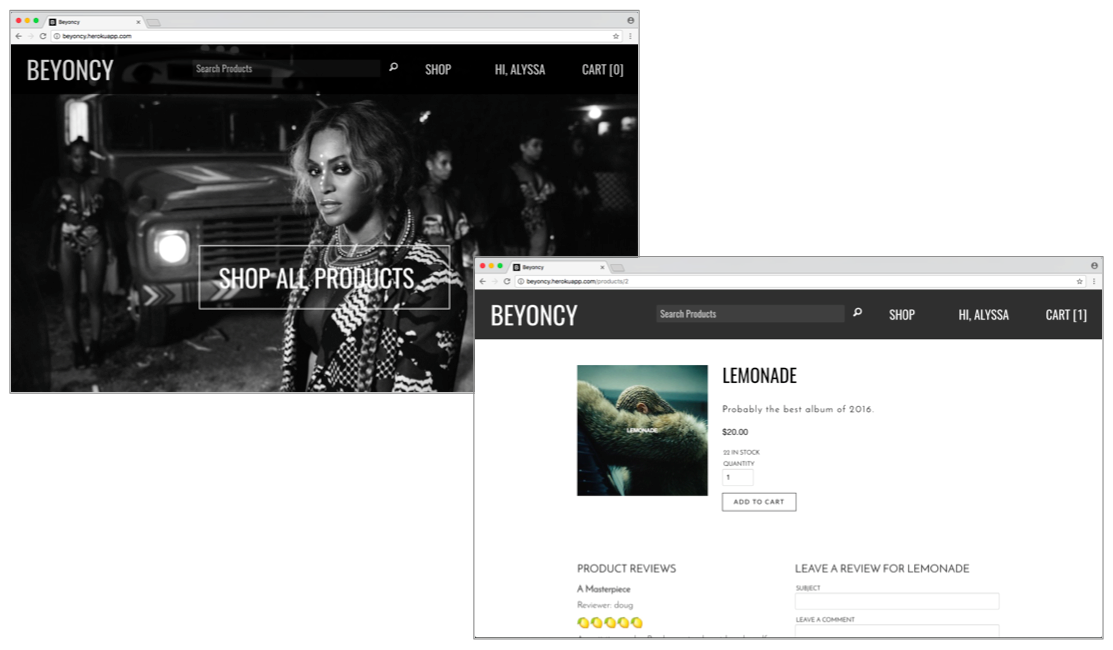 Beyoncy
beyoncy.herokuapp.com
BEYONCY
Search Products
SHOP
HI, ALYSSA
CART [0]
SHOP ALL PRODUCTS
Beyoncy
beyoncy.herokuapp.com/products/2
BEYONCY
Search Products
SHOP
HI, ALYSSA
CART [1]
LEMONADE
LEMONADE
Probably the best album of 2016.
$20.00
22 IN STOCK
QUANTITY
1
ADD TO CART
PRODUCT REVIEWS
A Masterpiece
Reviewer: doug
LEAVE A REVIEW FOR LEMONADE
SUBJECT
LEAVE A COMMENT